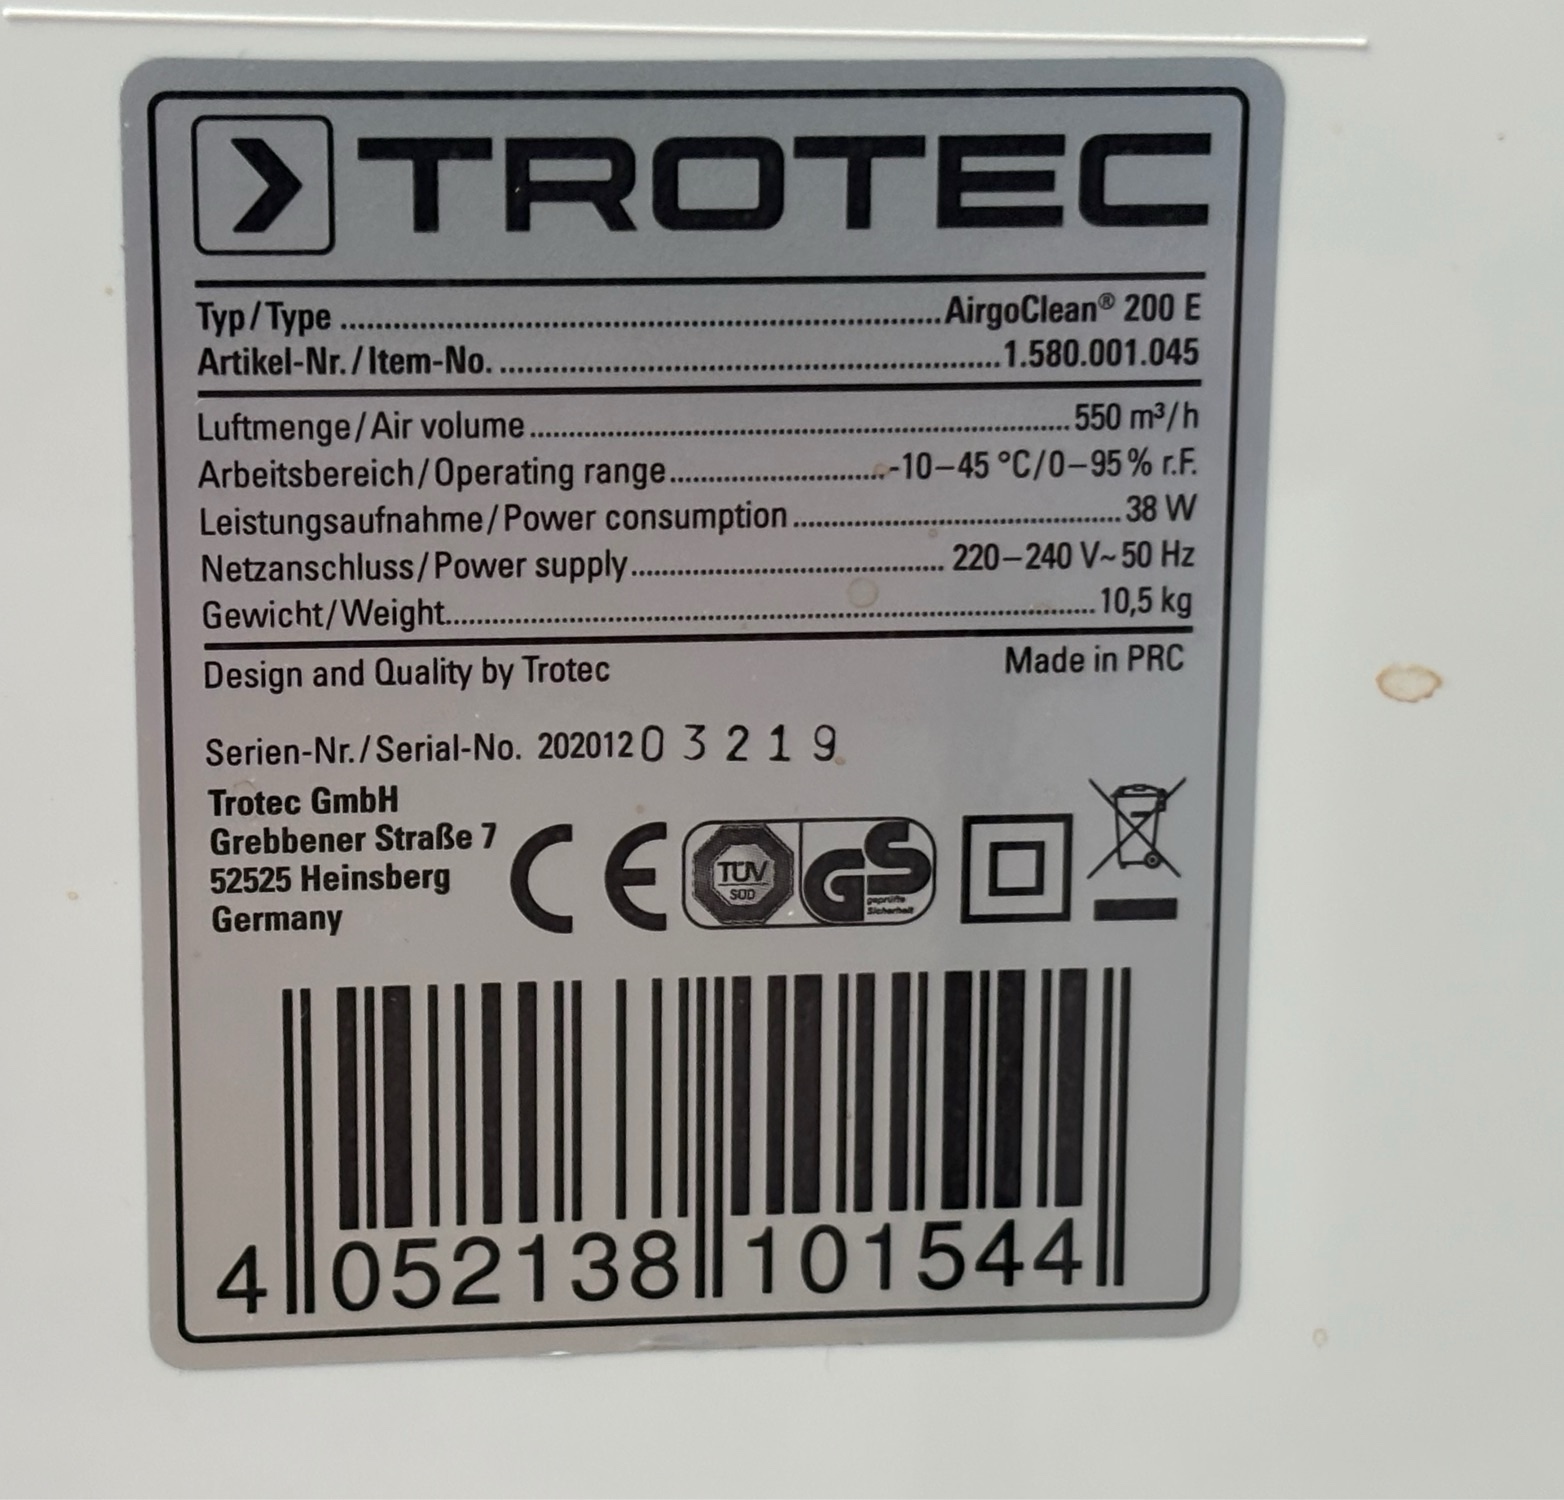 TROTEC
Typ/Type ........ AirgoClean® 200 E
Artikel-Nr./Item-No. ........ 1.580.001.045
Luftmenge/Air volume ........ 550 m³/h
Arbeitsbereich/Operating range ........ -10–45 °C/0–95% r.F.
Leistungsaufnahme/Power consumption ........ 38 W
Netzanschluss/Power supply ........ 220–240 V~ 50 Hz
Gewicht/Weight ........ 10,5 kg
Design and Quality by Trotec Made in PRC
Serien-Nr./Serial-No. 202012 0 3 2 1 9
Trotec GmbH
Grebbener Straße 7
52525 Heinsberg
Germany
CE
TÜV
SÜD
GS
geprüfte
Sicherheit
4 052138 101544